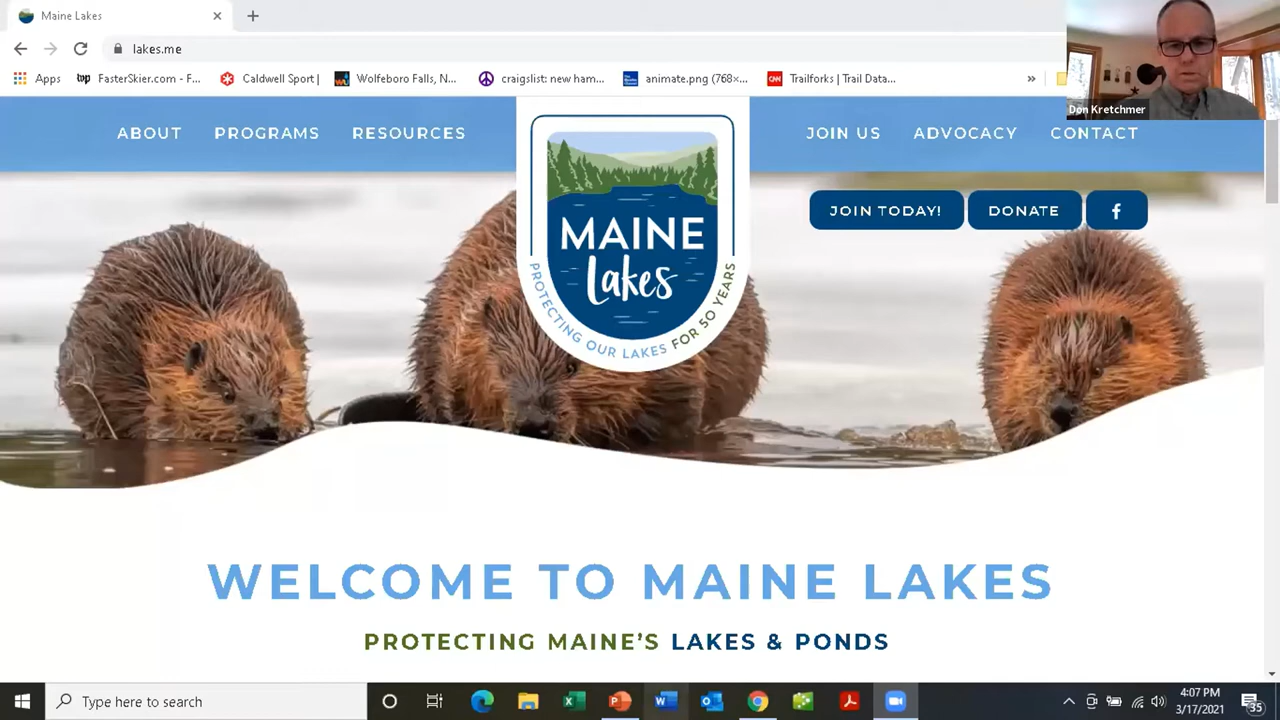 Maine Lakes
lakes.me
Apps
FasterSkier.com - F...
Caldwell Sport |
Wolfeboro Falls, N...
craigslist: new ham...
animate.png (768×...
CNN
Trailforks | Trail Data...
»
Don Kretchmer
ABOUT
PROGRAMS
RESOURCES
JOIN US
ADVOCACY
CONTACT
JOIN TODAY!
DONATE
f
MAINE
Lakes
PROTECTING OUR LAKES FOR 50 YEARS
WELCOME TO MAINE LAKES
PROTECTING MAINE'S LAKES & PONDS
Type here to search
4:07 PM
3/17/2021
35